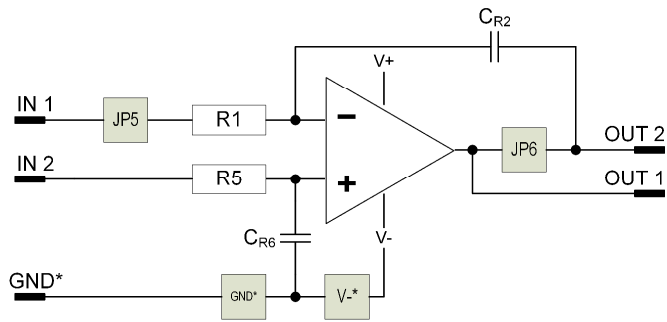 CR2
V+
IN 1
JP5
R1
−
IN 2
R5
+
JP6
OUT 2
OUT 1
CR6
V-
GND*
GND*
V-*